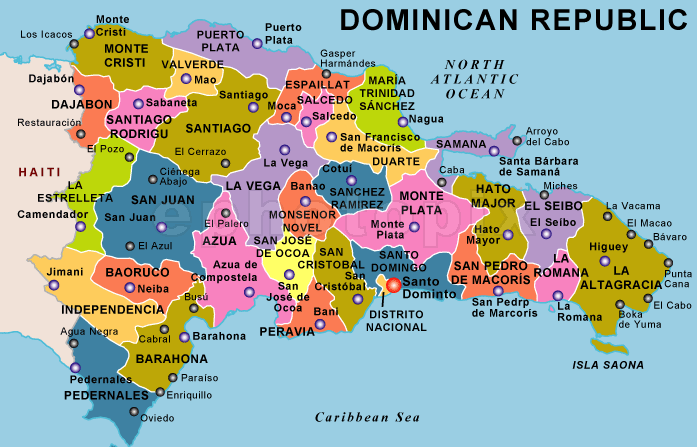 DOMINICAN REPUBLIC
Monte
Cristi
Los Icacos
MONTE
CRISTI
PUERTO
PLATA
Puerto
Plata
Gasper
Harmándes
NORTH
ATLANTIC
OCEAN
VALVERDE
Mao
Dajabón
DAJABON
Sabaneta
SANTIAGO
RODRIGU
Santiago
SANTIAGO
ESPAILLAT
Moca
SALCEDO
Salcedo
MARÍA
TRINIDAD
SÁNCHEZ
Nagua
Restauración
El Pozo
El Cerrazo
San Francisco
de Macorís
DUARTE
SAMANA
Arroyo
del Cabo
Santa Bárbara
de Samaná
HAITI
LA
ESTRELLETA
Camendador
Ciénega
Abajo
SAN JUAN
San Juan
El Azul
La Vega
LA VEGA
Cotuí
SANCHEZ
RAMIREZ
Banao
MONSENOR
NOVEL
Caba
MONTE
PLATA
Monte
Plata
HATO
MAJOR
Hato
Mayor
Miches
EL SEIBO
El Seíbo
La Vacama
El Macao
Bávaro
Higuey
LA
ALTAGRACIA
Punta
Cana
El Cabo
Boka
de Yuma
El Palero
AZUA
Azua de
Compostela
SAN JOSÉ
DE OCOA
San
José de
Ocoa
SAN
CRISTOBAL
San
Cristóbal
SANTO
DOMINGO
Santo
Dominto
SAN PEDRO
DE MACORÍS
San Pedrp
de Marcorís
LA
ROMANA
La
Romana
Jimani
BAORUCO
Neiba
INDEPENDENCIA
Busú
Cabral
Barahona
BARAHONA
PERAVIA
Bani
DISTRITO
NACIONAL
ISLA SAONA
Agua Negra
Pedernales
PEDERNALES
Paraíso
Enriquillo
Oviedo
Caribbean Sea